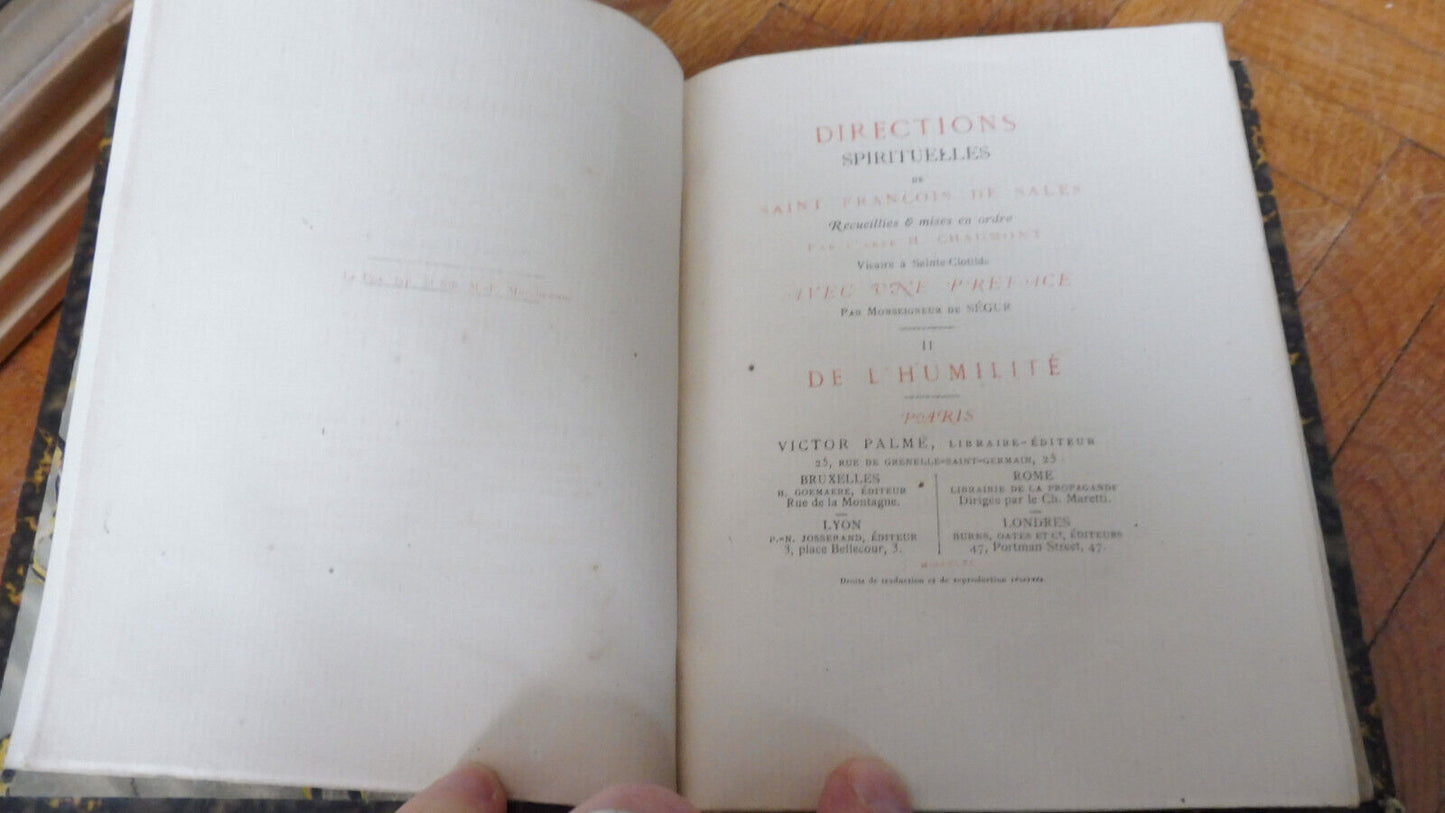 DIRECTIONS
SPIRITUELLES
DE
SAINT FRANÇOIS DE SALES
Recueillies & mises en ordre
PAR L'ABBÉ H. CHAUMONT
Vicaire à Sainte-Clotilde
AVEC UNE PRÉFACE
PAR MONSEIGNEUR DE SÉGUR
II
DE L'HUMILITÉ
PARIS
VICTOR PALMÉ, LIBRAIRE-ÉDITEUR
25, RUE DE GRENELLE-SAINT-GERMAIN, 25
BRUXELLES
H. GOEMAERE, ÉDITEUR
Rue de la Montagne.
LYON
P.-N. JOSSERAND, ÉDITEUR
3, place Bellecour, 3.
ROME
LIBRAIRIE DE LA PROPAGANDE
Dirigée par le Ch. Maretti.
LONDRES
BURNS, OATES ET Cº, ÉDITEURS
47, Portman Street, 47.
Droits de traduction et de reproduction réservés.